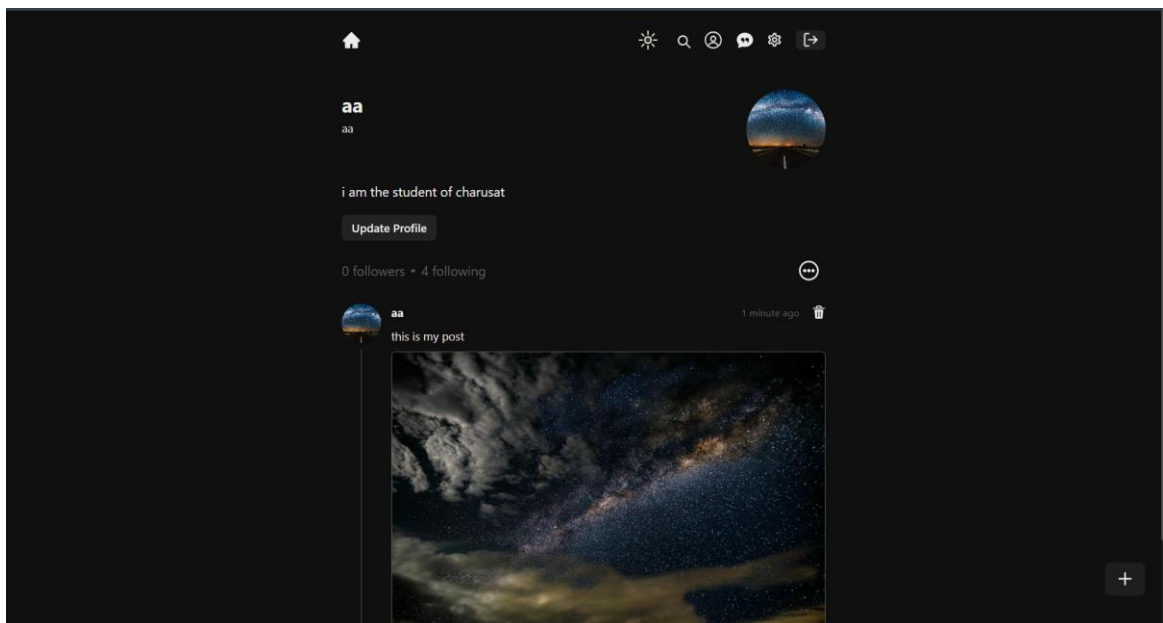 aa
aa
i am the student of charusat
Update Profile
0 followers • 4 following
aa
1 minute ago
this is my post